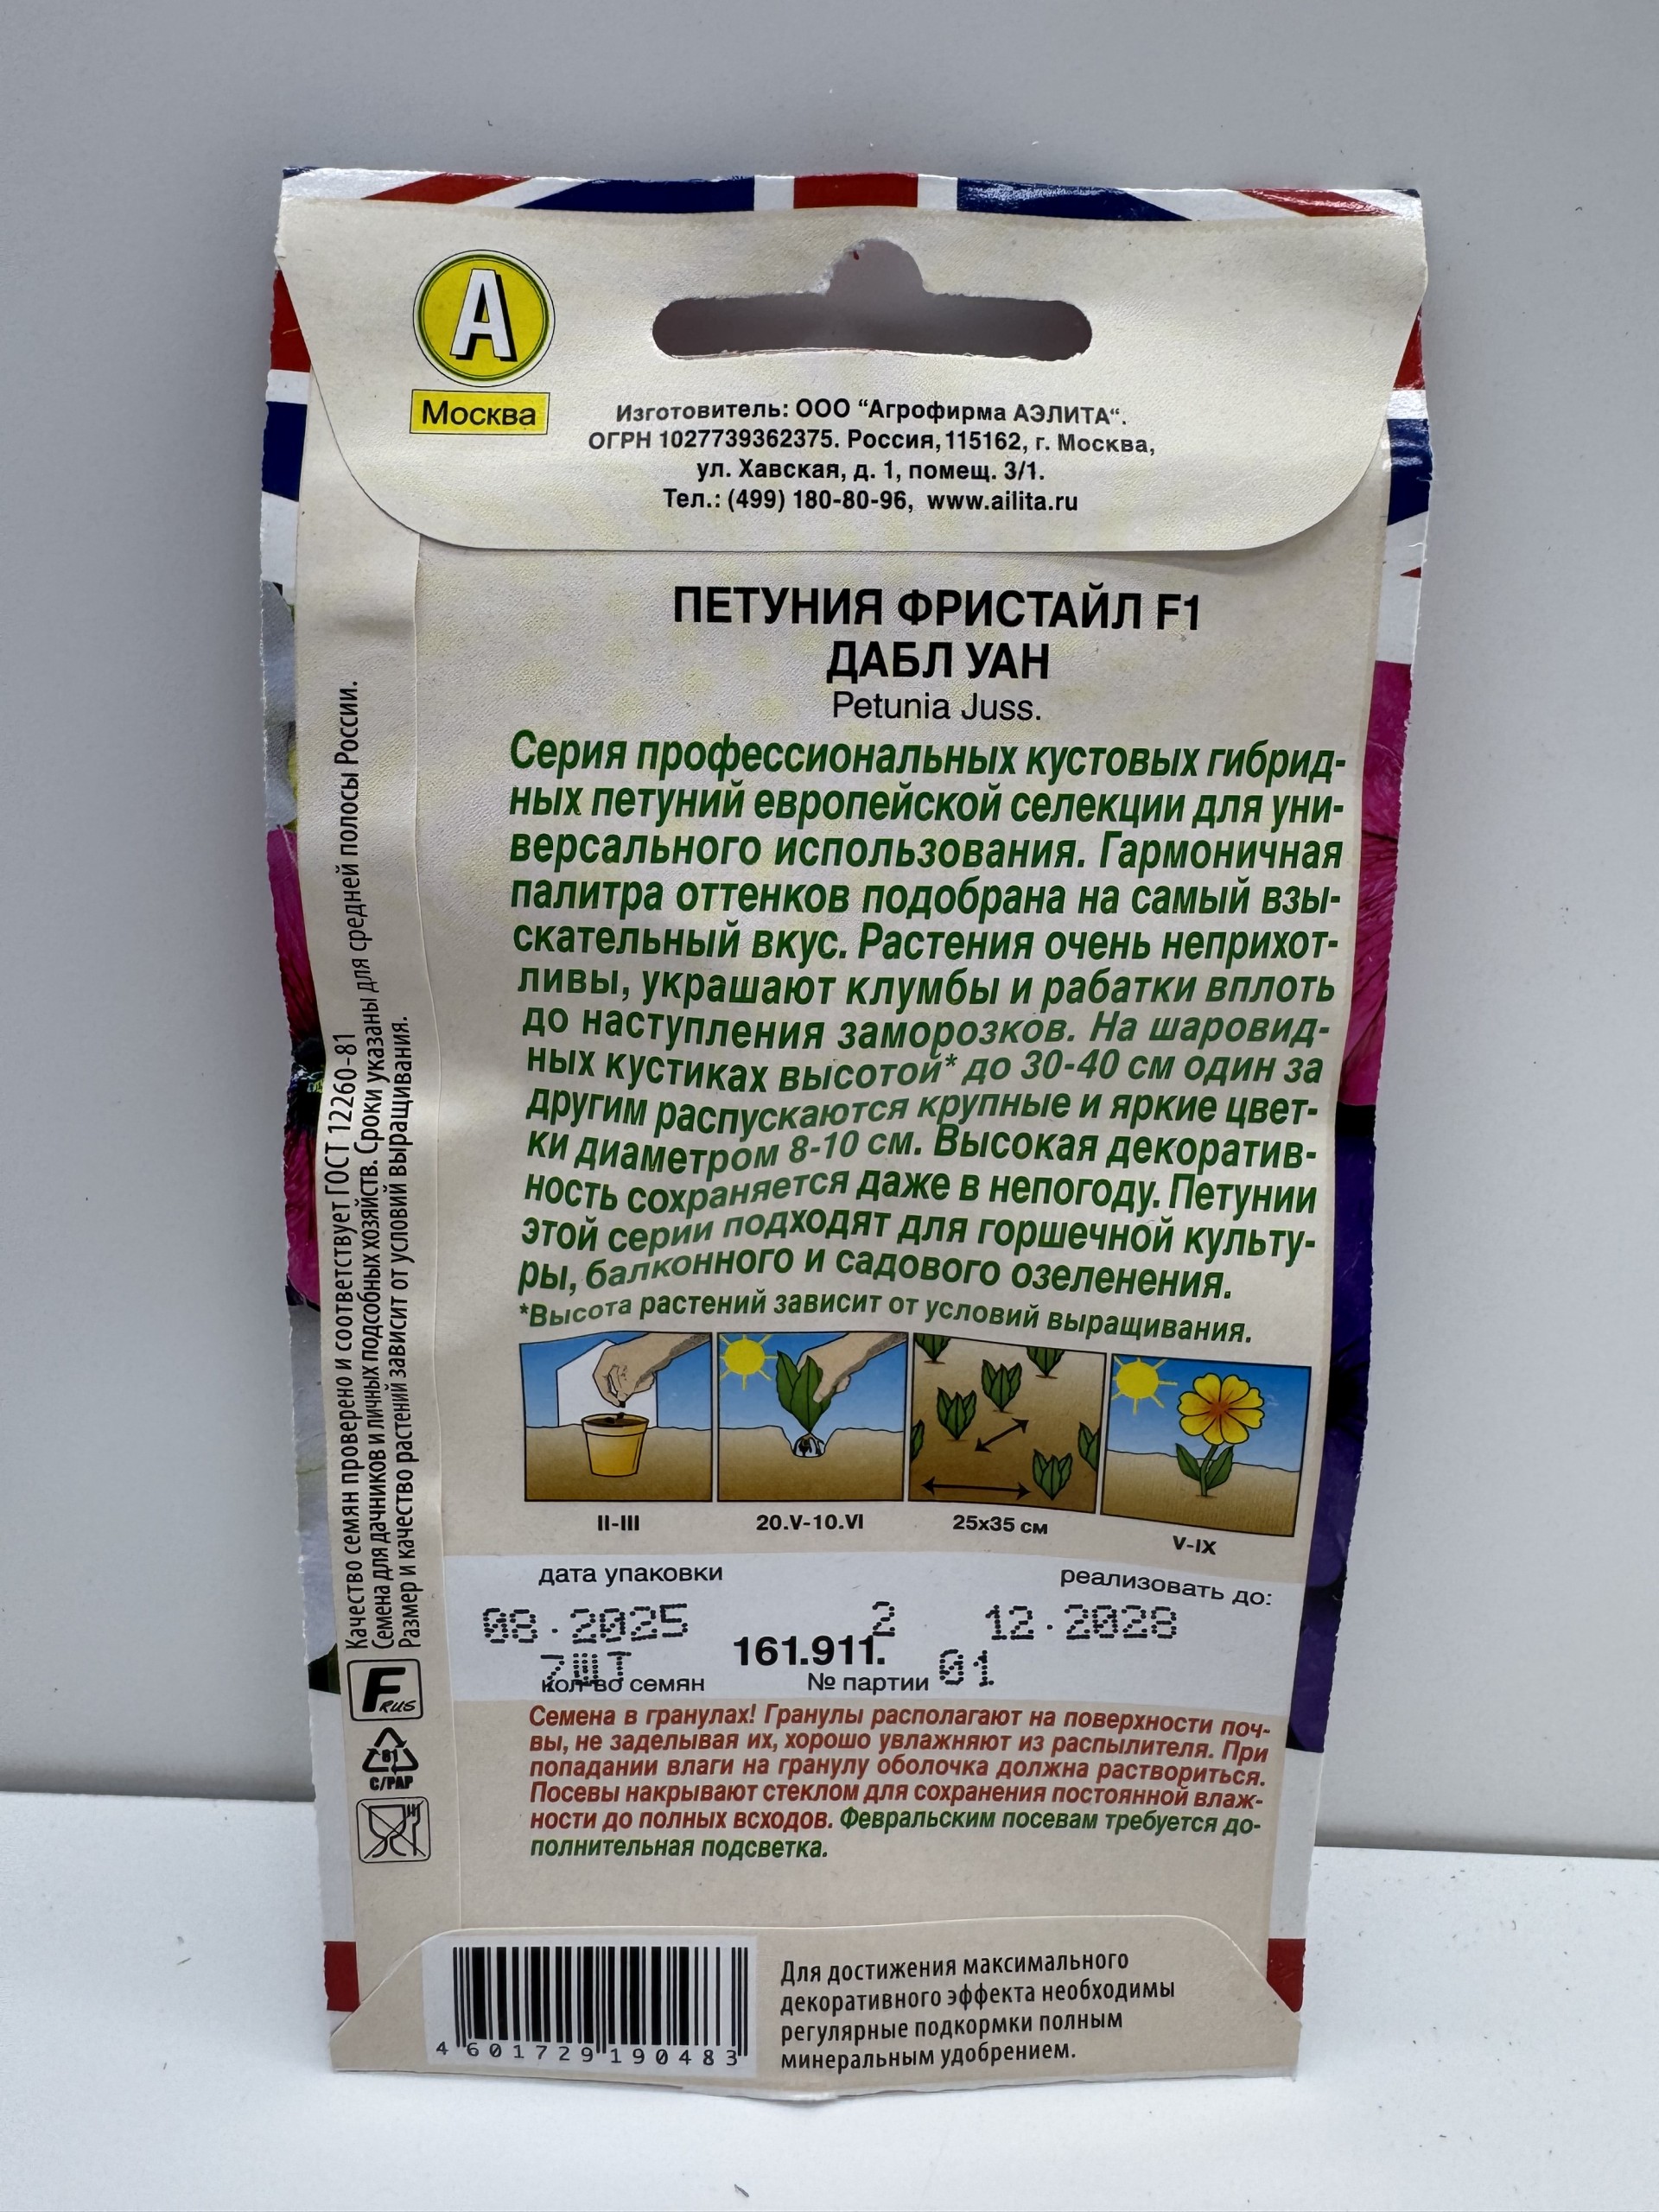 А
Москва
Изготовитель: ООО “Агрофирма АЭЛИТА“.
ОГРН 1027739362375. Россия, 115162, г. Москва,
ул. Хавская, д. 1, помещ. 3/1.
Тел.: (499) 180-80-96, www.ailita.ru
ПЕТУНИЯ ФРИСТАЙЛ F1
ДАБЛ УАН
Petunia Juss.
Серия профессиональных кустовых гибрид-
ных петуний европейской селекции для уни-
версального использования. Гармоничная
палитра оттенков подобрана на самый взы-
скательный вкус. Растения очень неприхот-
ливы, украшают клумбы и рабатки вплоть
до наступления заморозков. На шаровид-
ных кустиках высотой* до 30-40 см один за
другим распускаются крупные и яркие цвет-
ки диаметром 8-10 см. Высокая декоратив-
ность сохраняется даже в непогоду. Петунии
этой серии подходят для горшечной культу-
ры, балконного и садового озеленения.
*Высота растений зависит от условий выращивания.
II-III
20.V-10.VI
25x35 см
V-IX
дата упаковки
реализовать до:
08.2025
2
12.2028
161.911.
7ШТ
01
кол-во семян
№ партии
Семена в гранулах! Гранулы располагают на поверхности поч-
вы, не заделывая их, хорошо увлажняют из распылителя. При
попадании влаги на гранулу оболочка должна раствориться.
Посевы накрывают стеклом для сохранения постоянной влаж-
ности до полных всходов. Февральским посевам требуется до-
полнительная подсветка.
Качество семян проверено и соответствует ГОСТ 12260-81
Семена для дачников и личных подсобных хозяйств. Сроки указаны для средней полосы России.
Размер и качество растений зависит от условий выращивания.
F RUS
81
C/PAP
4 601729 190483
Для достижения максимального
декоративного эффекта необходимы
регулярные подкормки полным
минеральным удобрением.